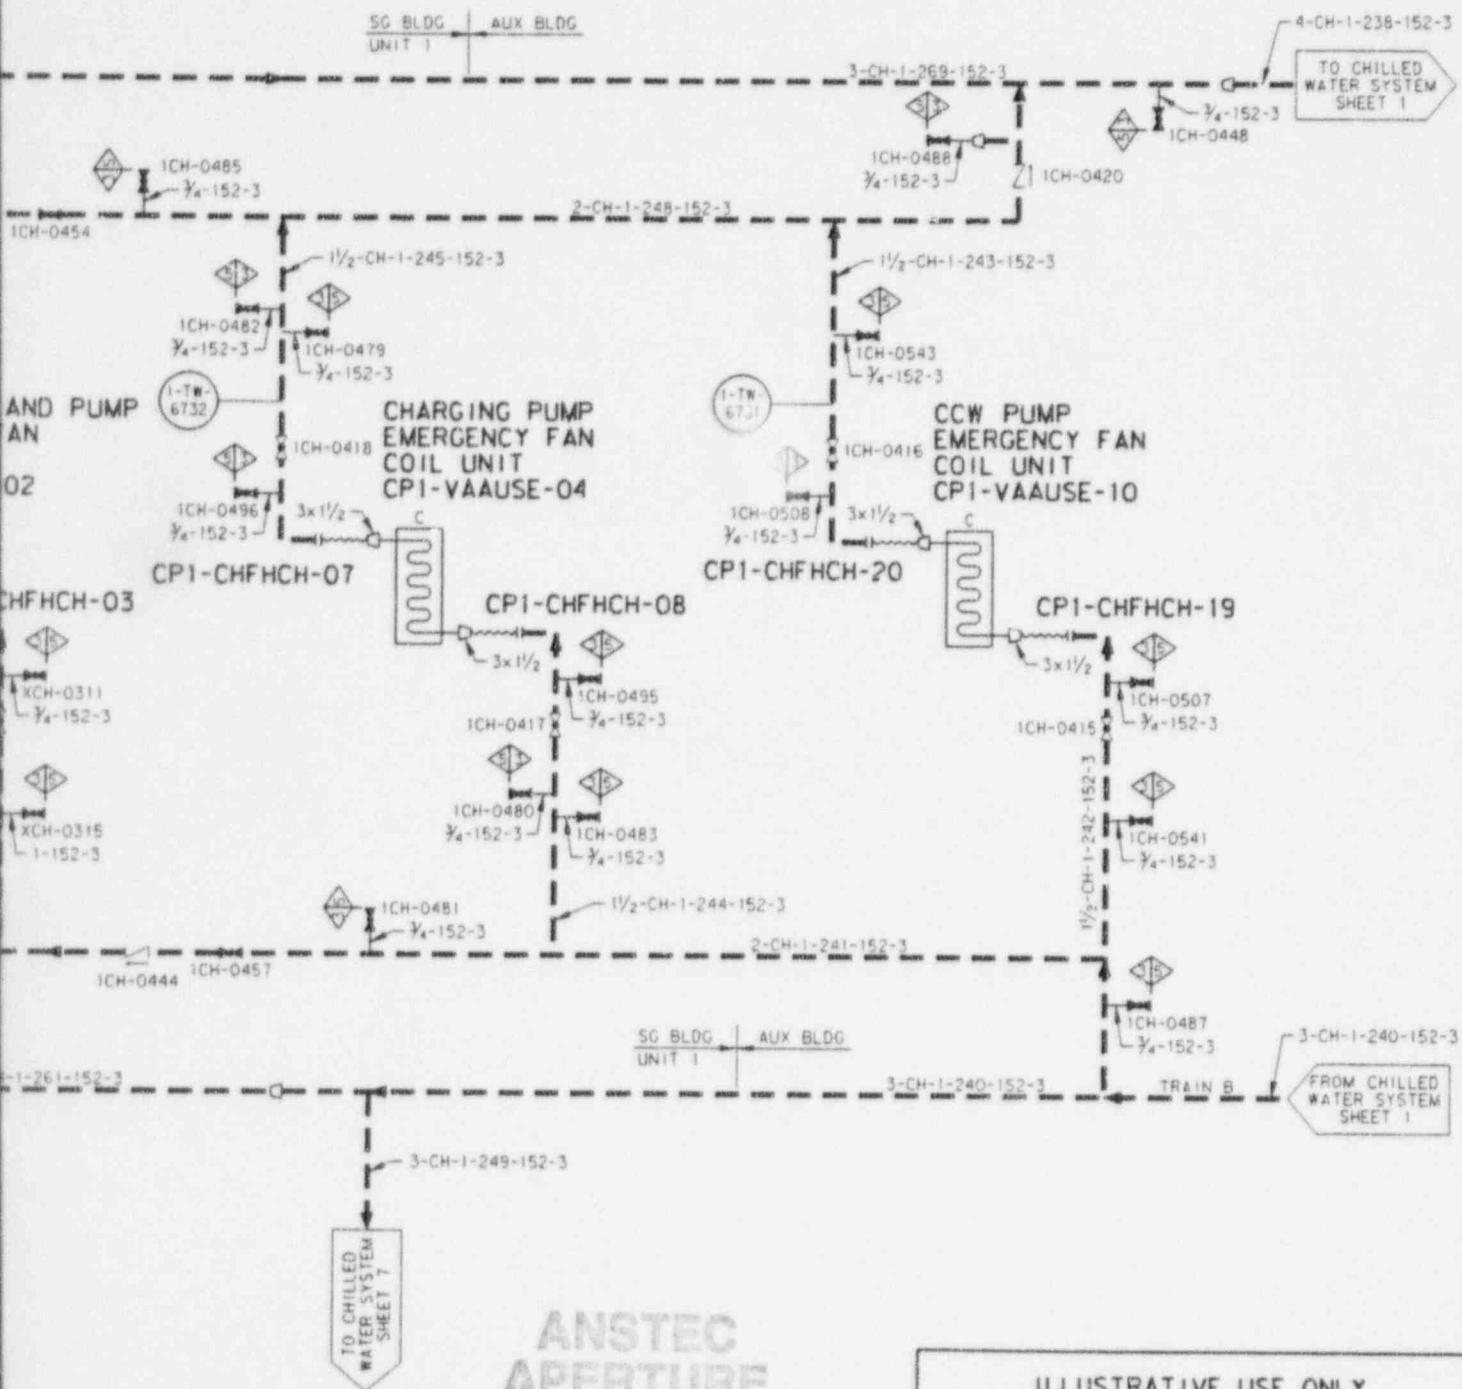 SG BLDG
UNIT 1
AUX BLDG
4-CH-1-238-152-3
3-CH-1-269-152-3
TO CHILLED
WATER SYSTEM
SHEET 1
3/4-152-3
1CH-0448
1CH-0488
3/4-152-3
1CH-0420
1CH-0485
3/4-152-3
1CH-0454
2-CH-1-248-152-3
1½-CH-1-245-152-3
1½-CH-1-243-152-3
1CH-0482
3/4-152-3
1CH-0479
3/4-152-3
1CH-0543
3/4-152-3
1-TW-
6732
1-TW-
6731
AND PUMP
AN
02
CHARGING PUMP
EMERGENCY FAN
COIL UNIT
CP1-VAAUSE-04
CCW PUMP
EMERGENCY FAN
COIL UNIT
CP1-VAAUSE-10
1CH-0418
1CH-0416
1CH-0496
3/4-152-3
3x1½
C
1CH-0508
3/4-152-3
3x1½
C
CP1-CHFHCH-07
CP1-CHFHCH-20
CHFHCH-03
CP1-CHFHCH-08
CP1-CHFHCH-19
3x1½
3x1½
XCH-0311
3/4-152-3
1CH-0495
3/4-152-3
1CH-0417
1CH-0507
3/4-152-3
1CH-0415
XCH-0315
1-152-3
1CH-0480
3/4-152-3
1CH-0483
3/4-152-3
1½-CH-1-242-152-3
1CH-0541
3/4-152-3
1CH-0481
3/4-152-3
1½-CH-1-244-152-3
2-CH-1-241-152-3
1CH-0444
1CH-0457
1CH-0487
3/4-152-3
SG BLDG
UNIT 1
AUX BLDG
3-CH-1-240-152-3
-1-261-152-3
3-CH-1-240-152-3
TRAIN B
FROM CHILLED
WATER SYSTEM
SHEET 1
3-CH-1-249-152-3
TO CHILLED
WATER SYSTEM
SHEET 7
ANSTEC
APERTURE
ILLUSTRATIVE USE ONLY